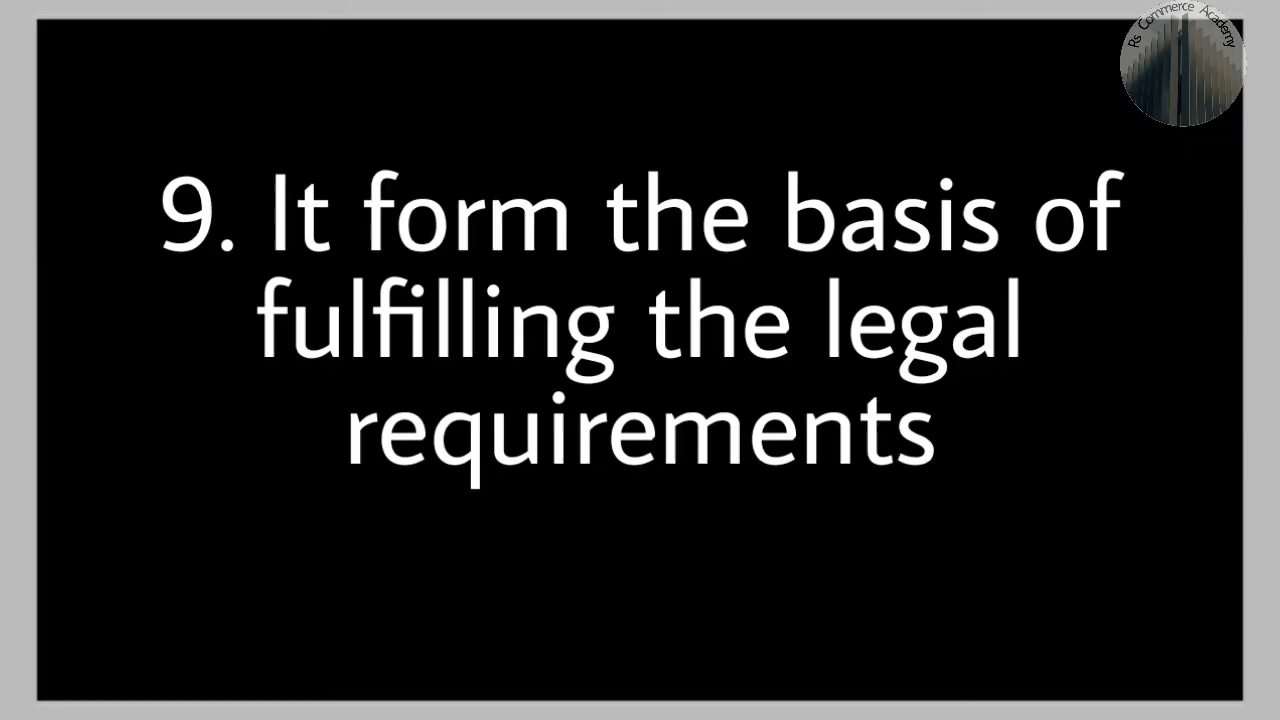 Rs Commerce Academy
9. It form the basis of
fulfilling the legal
requirements